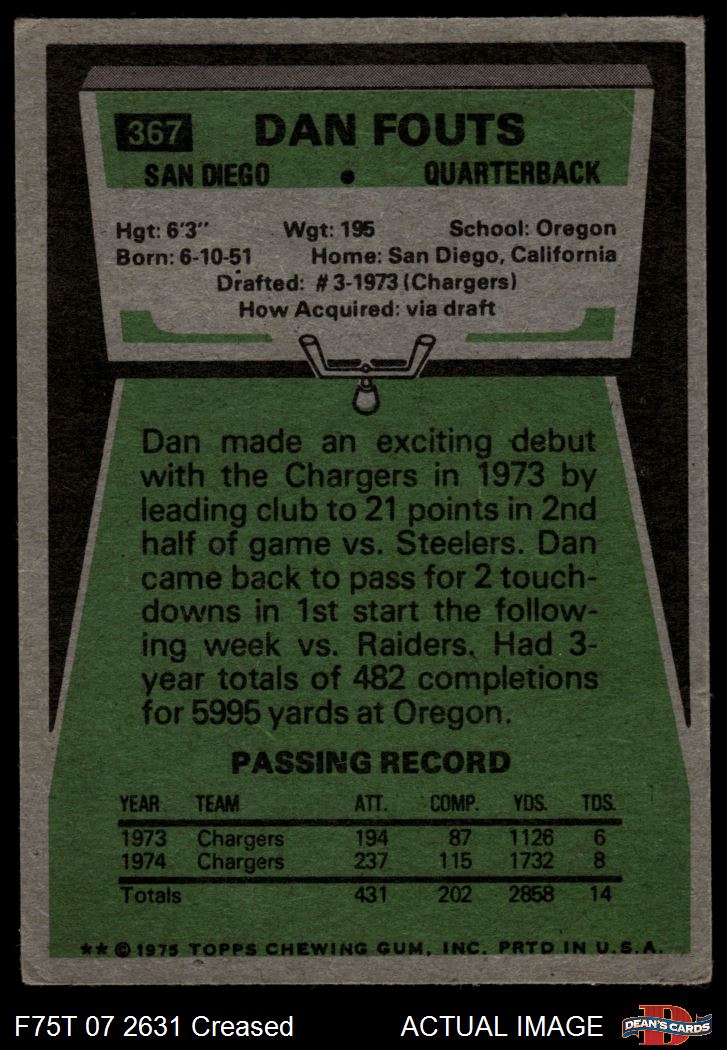 367 DAN FOUTS
SAN DIEGO • QUARTERBACK
Hgt: 6'3" Wgt: 195 School: Oregon
Born: 6-10-51 Home: San Diego, California
Drafted: #3-1973 (Chargers)
How Acquired: via draft
Dan made an exciting debut
with the Chargers in 1973 by
leading club to 21 points in 2nd
half of game vs. Steelers. Dan
came back to pass for 2 touch-
downs in 1st start the follow-
ing week vs. Raiders. Had 3-
year totals of 482 completions
for 5995 yards at Oregon.
PASSING RECORD
YEAR TEAM ATT. COMP. YDS. TDS.
1973 Chargers 194 87 1126 6
1974 Chargers 237 115 1732 8
Totals 431 202 2858 14
** © 1975 TOPPS CHEWING GUM, INC. PRTD IN U.S.A.
F75T 07 2631 Creased ACTUAL IMAGE
D
DEAN'S CARDS